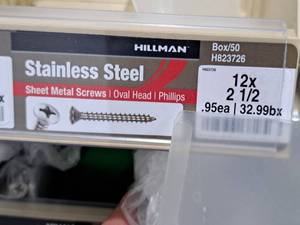 HILLMAN
Box/50
H823726
Stainless Steel
Sheet Metal Screws | Oval Head | Phillips
H823726
12x
2 1/2
.95ea | 32.99bx
x